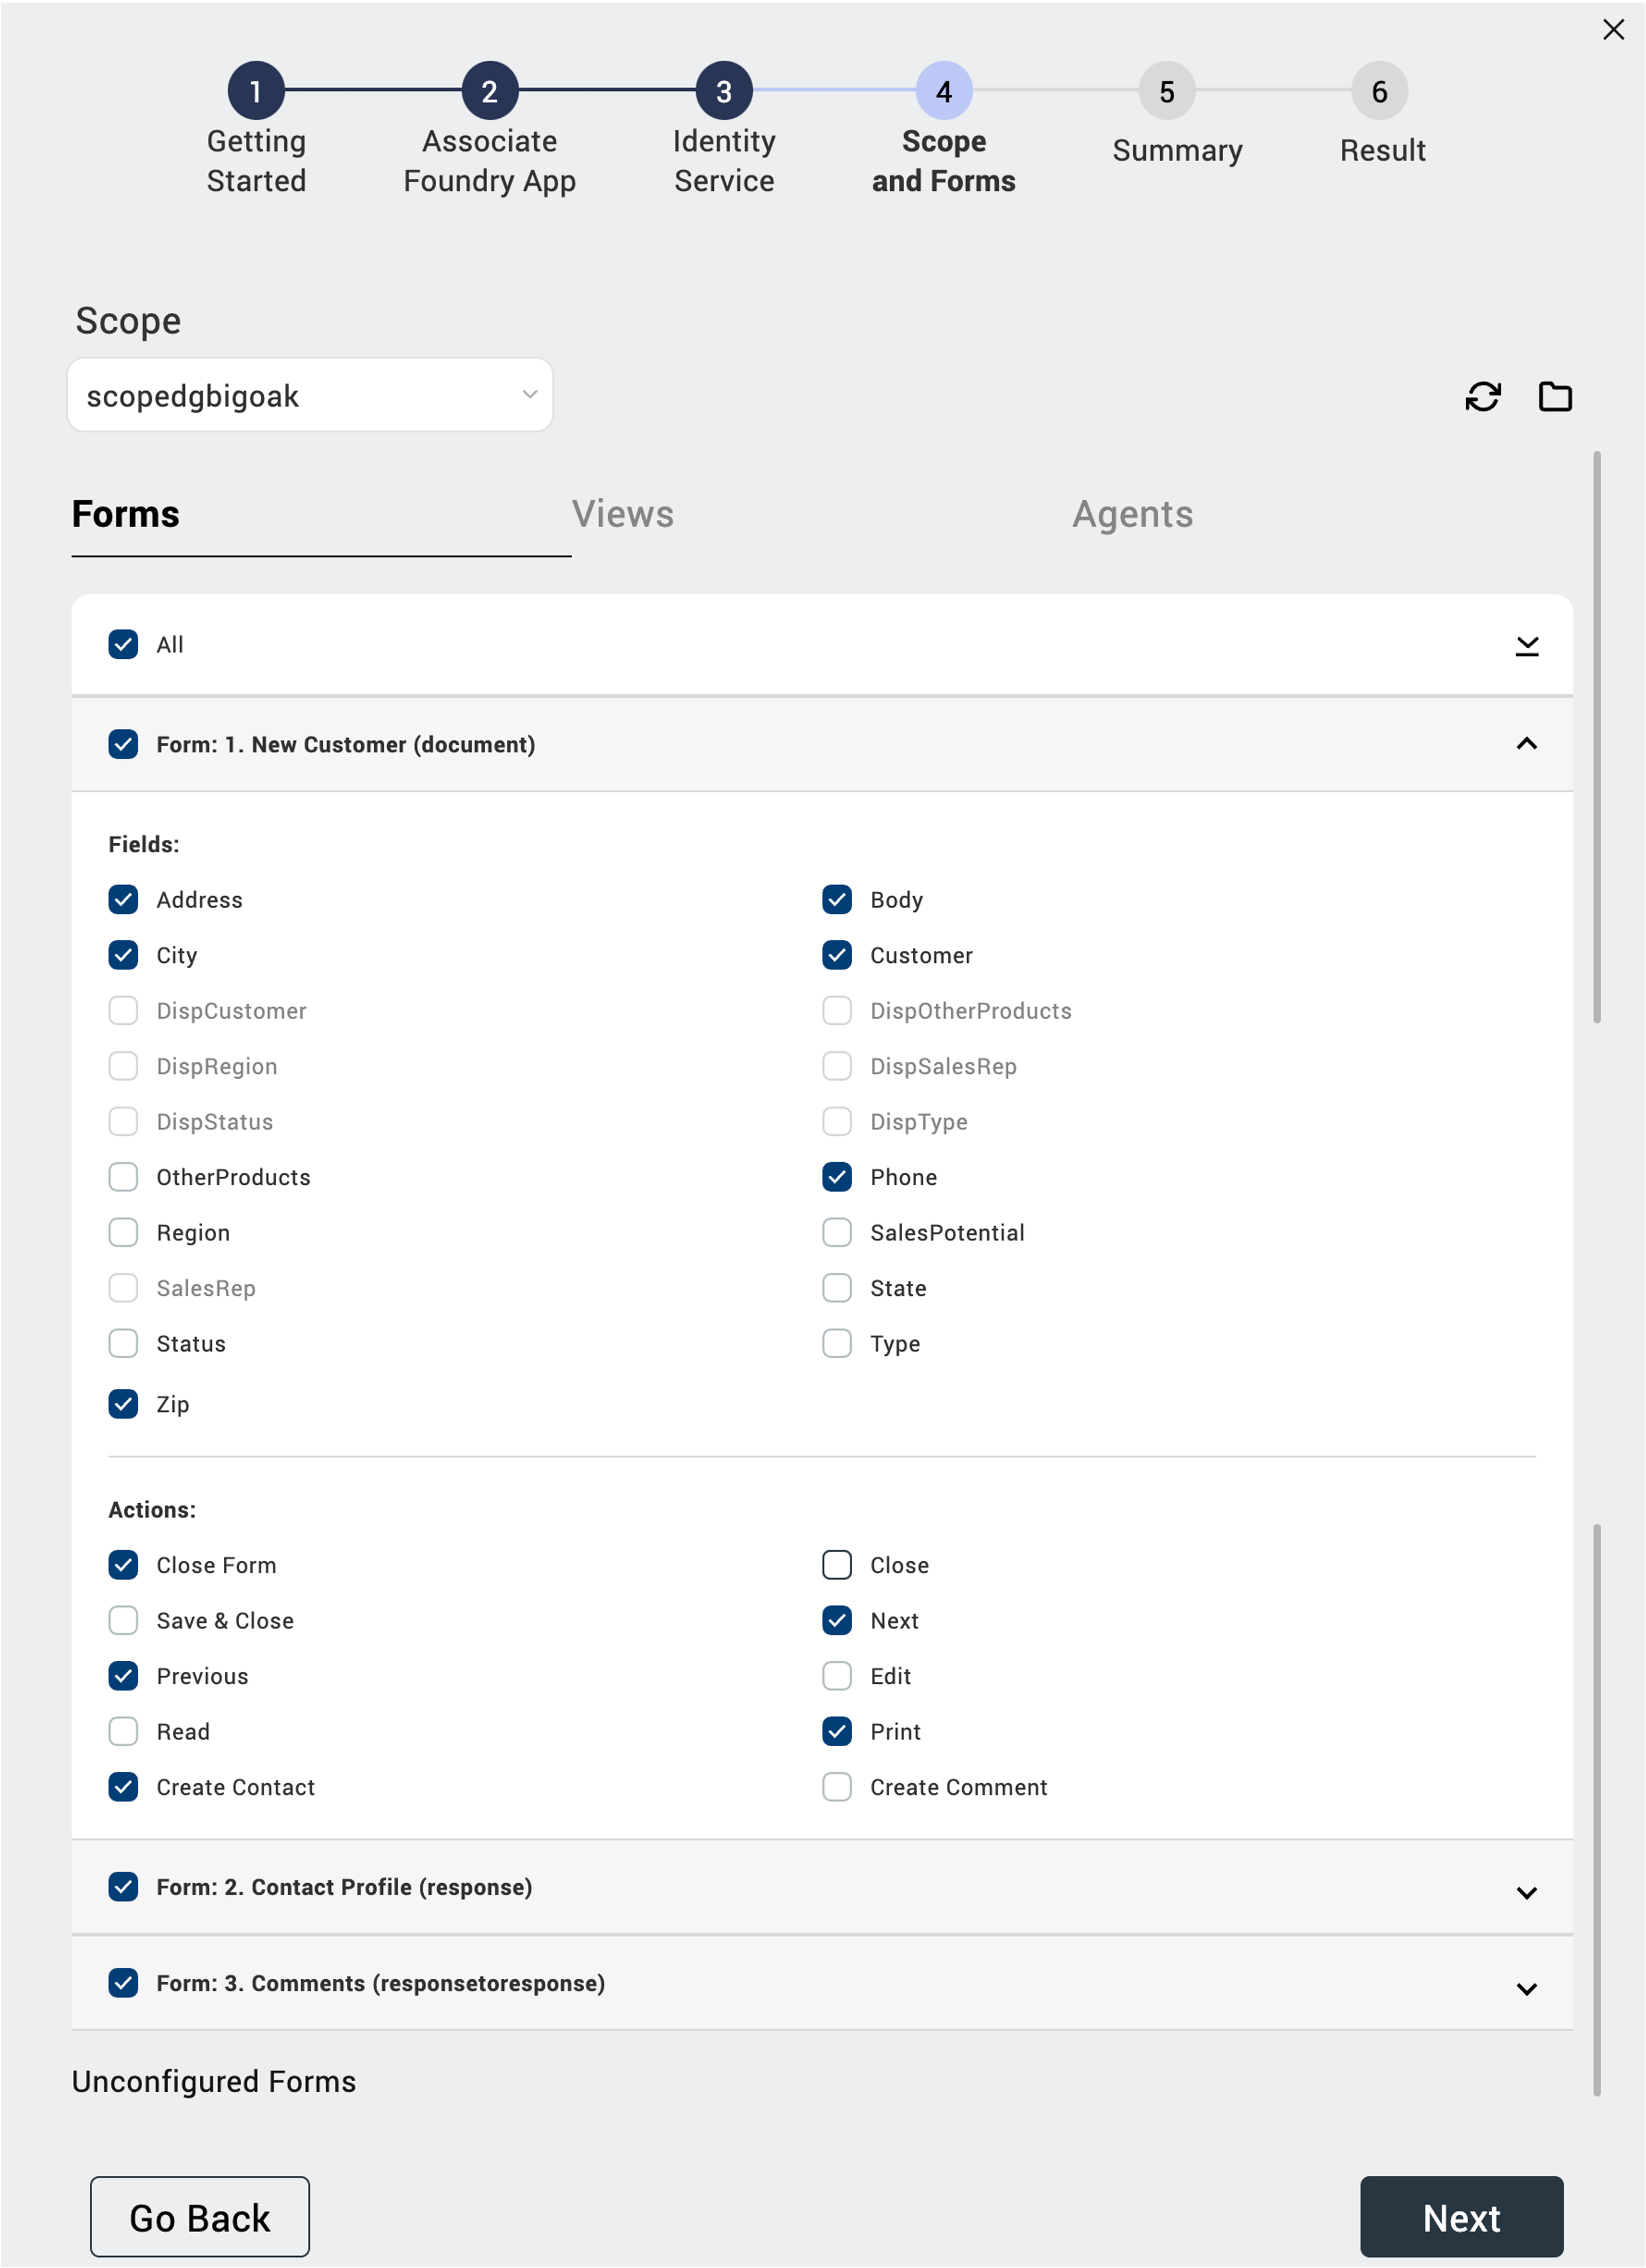 1 2 3 4 5 6
Getting Started
Associate Foundry App
Identity Service
Scope and Forms
Summary
Result
Scope
scopedgbigoak
Forms Views Agents
All
Form: 1. New Customer (document)
Fields:
Address Body
City Customer
DispCustomer DispOtherProducts
DispRegion DispSalesRep
DispStatus DispType
OtherProducts Phone
Region SalesPotential
SalesRep State
Status Type
Zip
Actions:
Close Form Close
Save & Close Next
Previous Edit
Read Print
Create Contact Create Comment
Form: 2. Contact Profile (response)
Form: 3. Comments (responsetoresponse)
Unconfigured Forms
Go Back Next